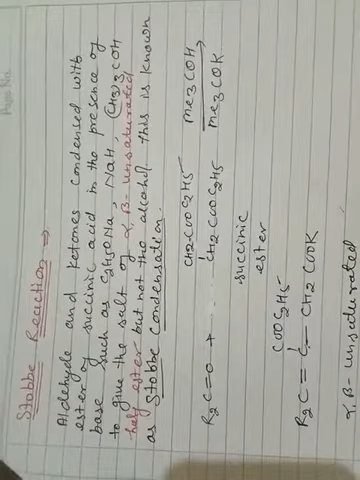 Stobbe Reaction ⇒
Aldehyde and ketones condensed with
ester of succinic acid in the presence of
base such as C2H5ONa, NaH, (CH3)3COH
to give the salt of α,β-unsaturated
half ester but not the alcohol this is known
as Stobbe Condensation.
CH2·COOC2H5 me3COH
R2C=O + CH2COOC2H5 me3COK
succinic
ester
COOC2H5
R2C = C — CH2COOK
α,β-unsaturated